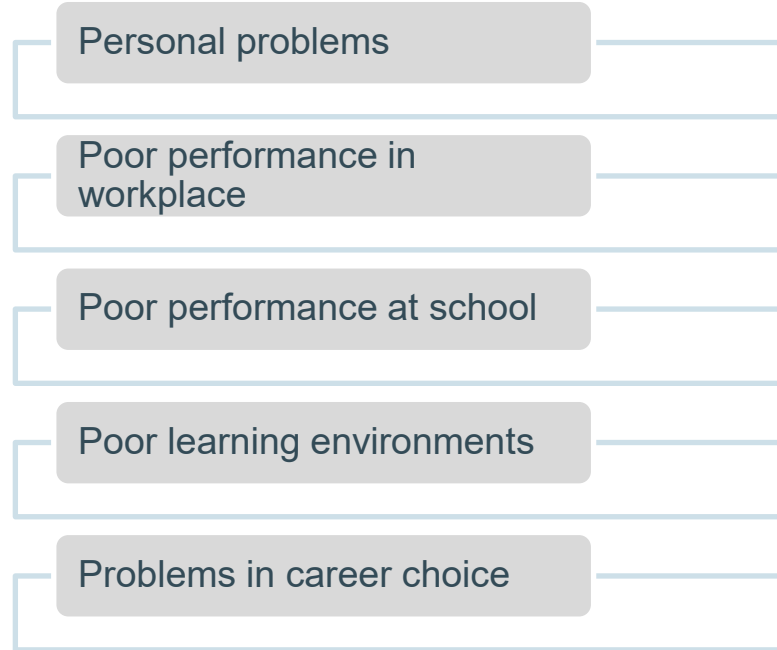 Personal problems
Poor performance in
workplace
Poor performance at school
Poor learning environments
Problems in career choice